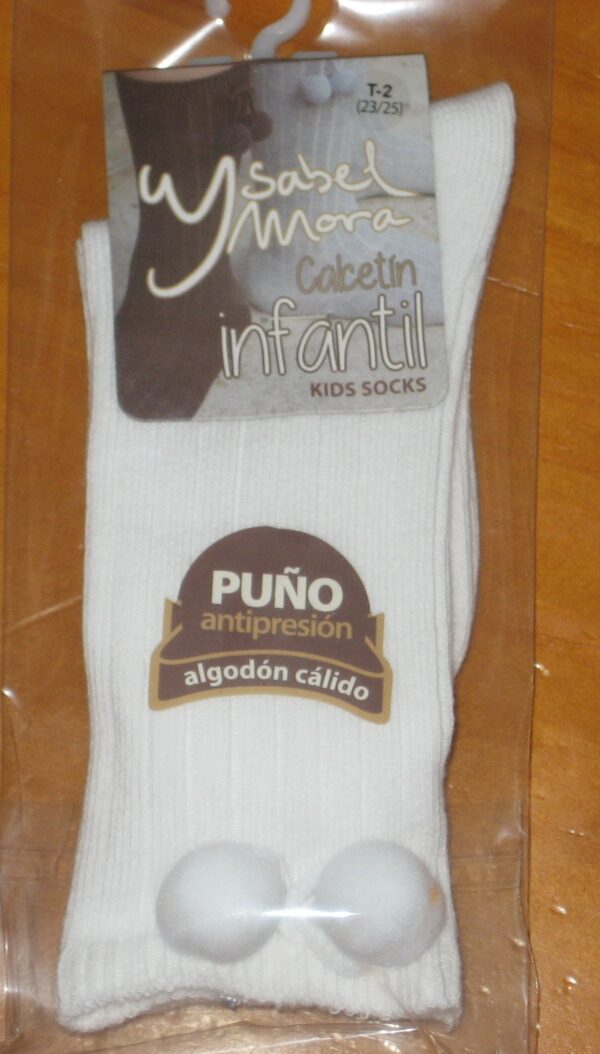 T-2
(23/25)
ysabel
mora
Calcetín
infantil
KIDS SOCKS
PUÑO
antipresión
algodón cálido